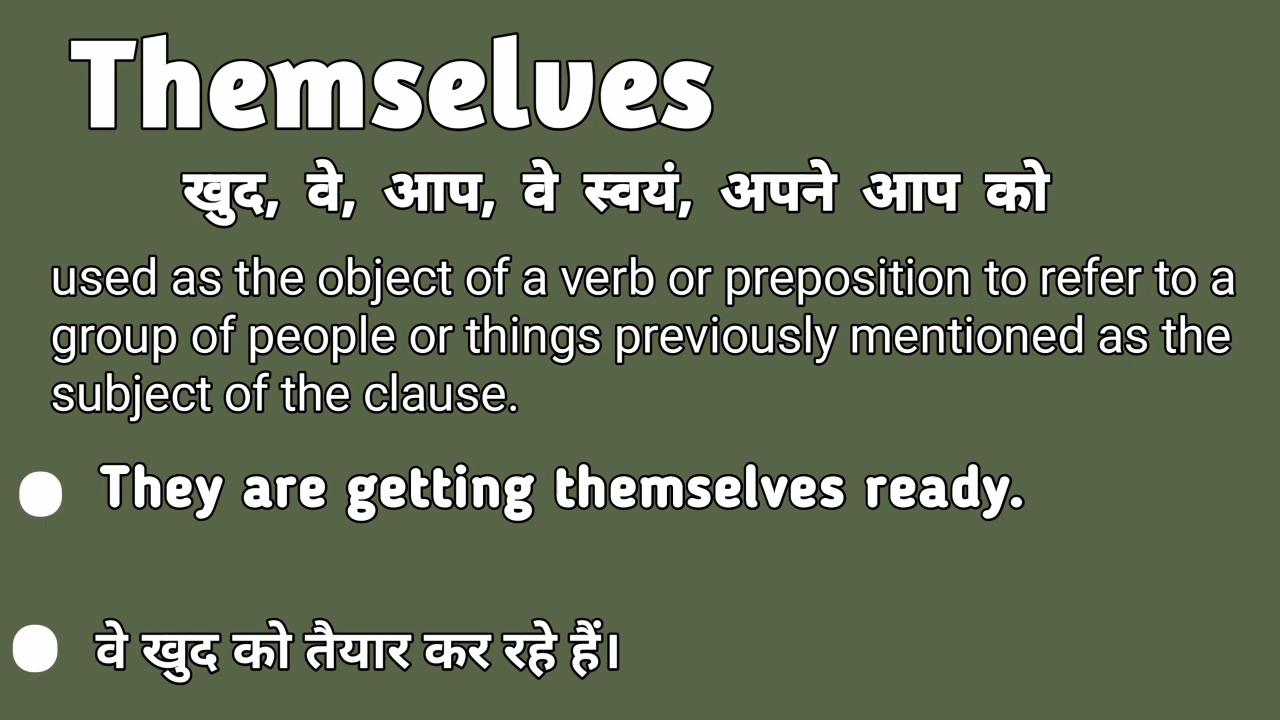 Themselves
खुद, वे, आप, वे स्वयं, अपने आप को
used as the object of a verb or preposition to refer to a
group of people or things previously mentioned as the
subject of the clause.
They are getting themselves ready.
वे खुद को तैयार कर रहे हैं।